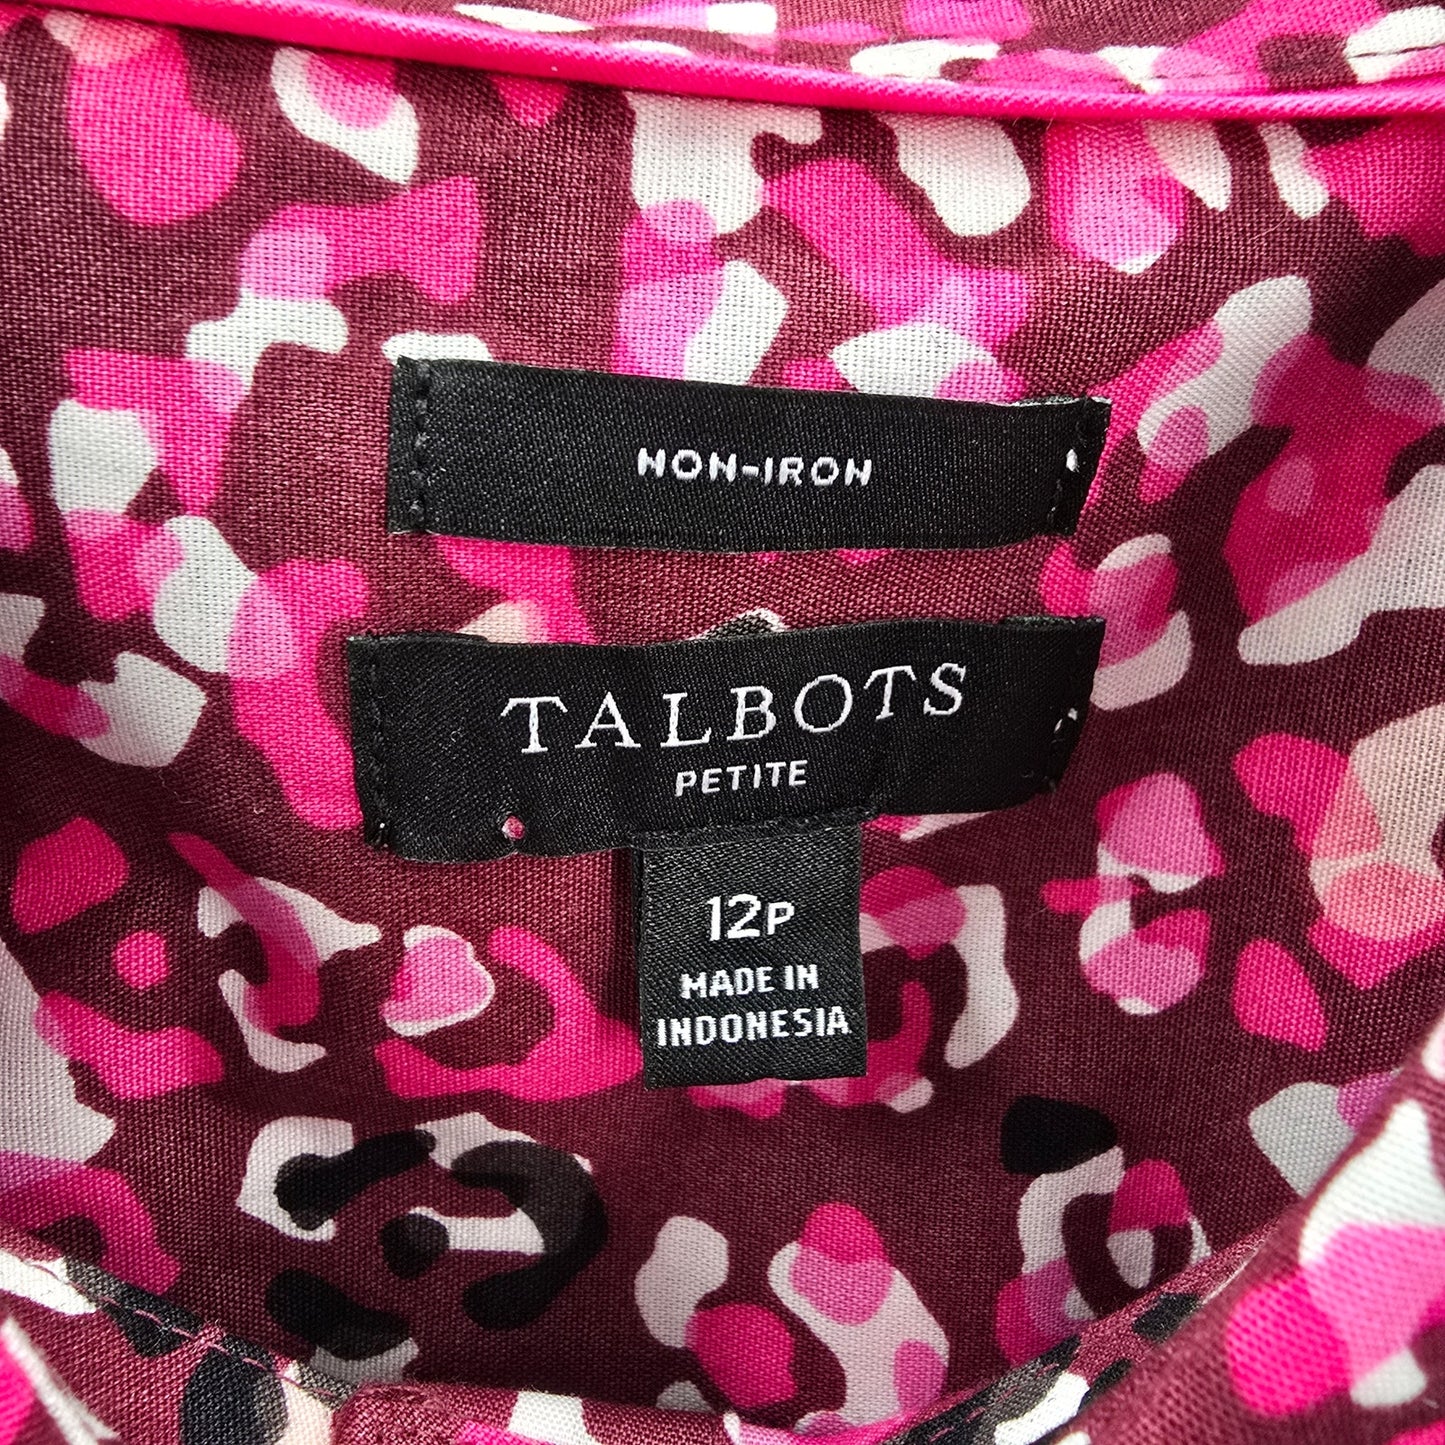 NON-IRON
TALBOTS
PETITE
12P
MADE IN
INDONESIA